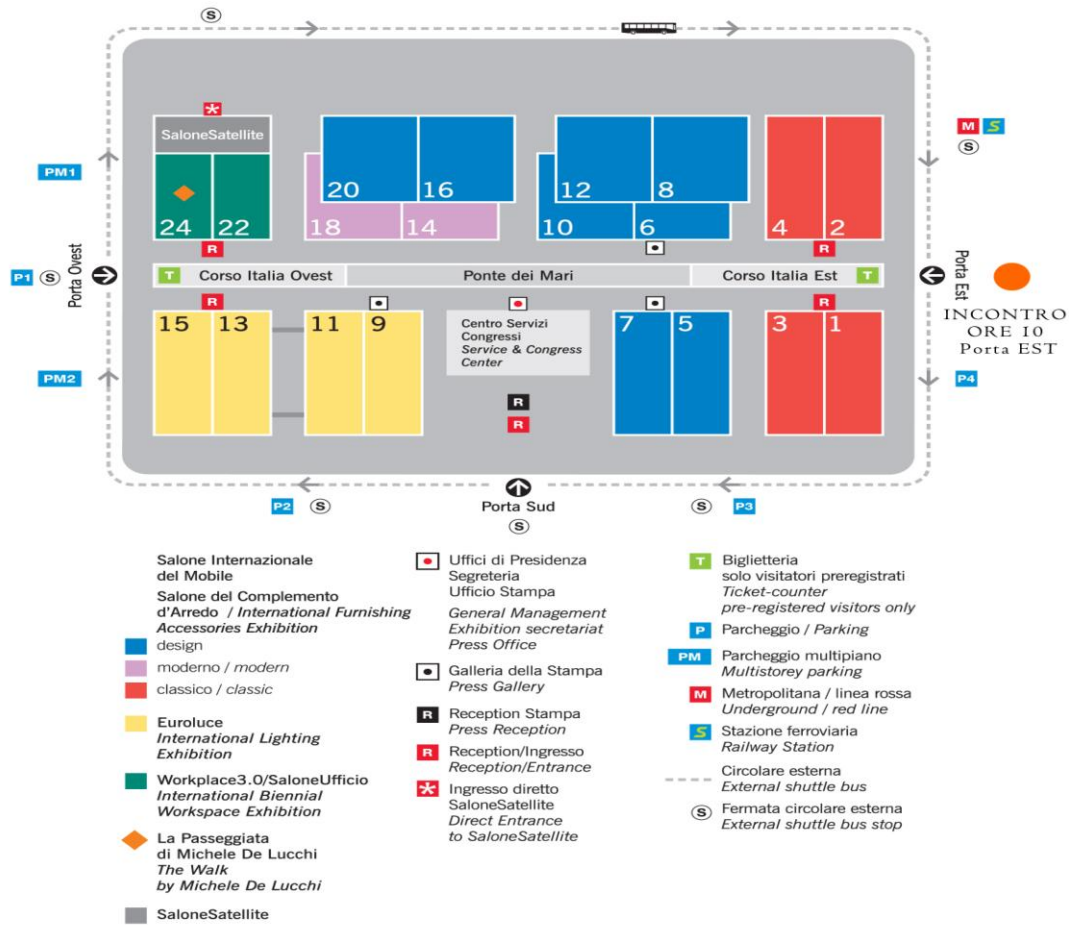 S
M S
S
SaloneSatellite
PM1
20 16
12 8
24 22
18 14
10 6
4 2
R
R
P1 S
Porta Ovest
T Corso Italia Ovest
Ponte dei Mari
Corso Italia Est T
Porta Est
INCONTRO
ORE 10
Porta EST
R
R
15 13
11 9
Centro Servizi
Congressi
Service & Congress
Center
7 5
3 1
PM2
P4
R
R
P2 S
Porta Sud
S
S P3
Salone Internazionale
del Mobile
Salone del Complemento
d'Arredo / International Furnishing
Accessories Exhibition
design
moderno / modern
classico / classic
Euroluce
International Lighting
Exhibition
Workplace3.0/SaloneUfficio
International Biennial
Workspace Exhibition
La Passeggiata
di Michele De Lucchi
The Walk
by Michele De Lucchi
SaloneSatellite
Uffici di Presidenza
Segreteria
Ufficio Stampa
General Management
Exhibition secretariat
Press Office
Galleria della Stampa
Press Gallery
R Reception Stampa
Press Reception
R Reception/Ingresso
Reception/Entrance
Ingresso diretto
SaloneSatellite
Direct Entrance
to SaloneSatellite
T Biglietteria
solo visitatori preregistrati
Ticket-counter
pre-registered visitors only
P Parcheggio / Parking
PM Parcheggio multipiano
Multistorey parking
M Metropolitana / linea rossa
Underground / red line
S Stazione ferroviaria
Railway Station
Circolare esterna
External shuttle bus
S Fermata circolare esterna
External shuttle bus stop